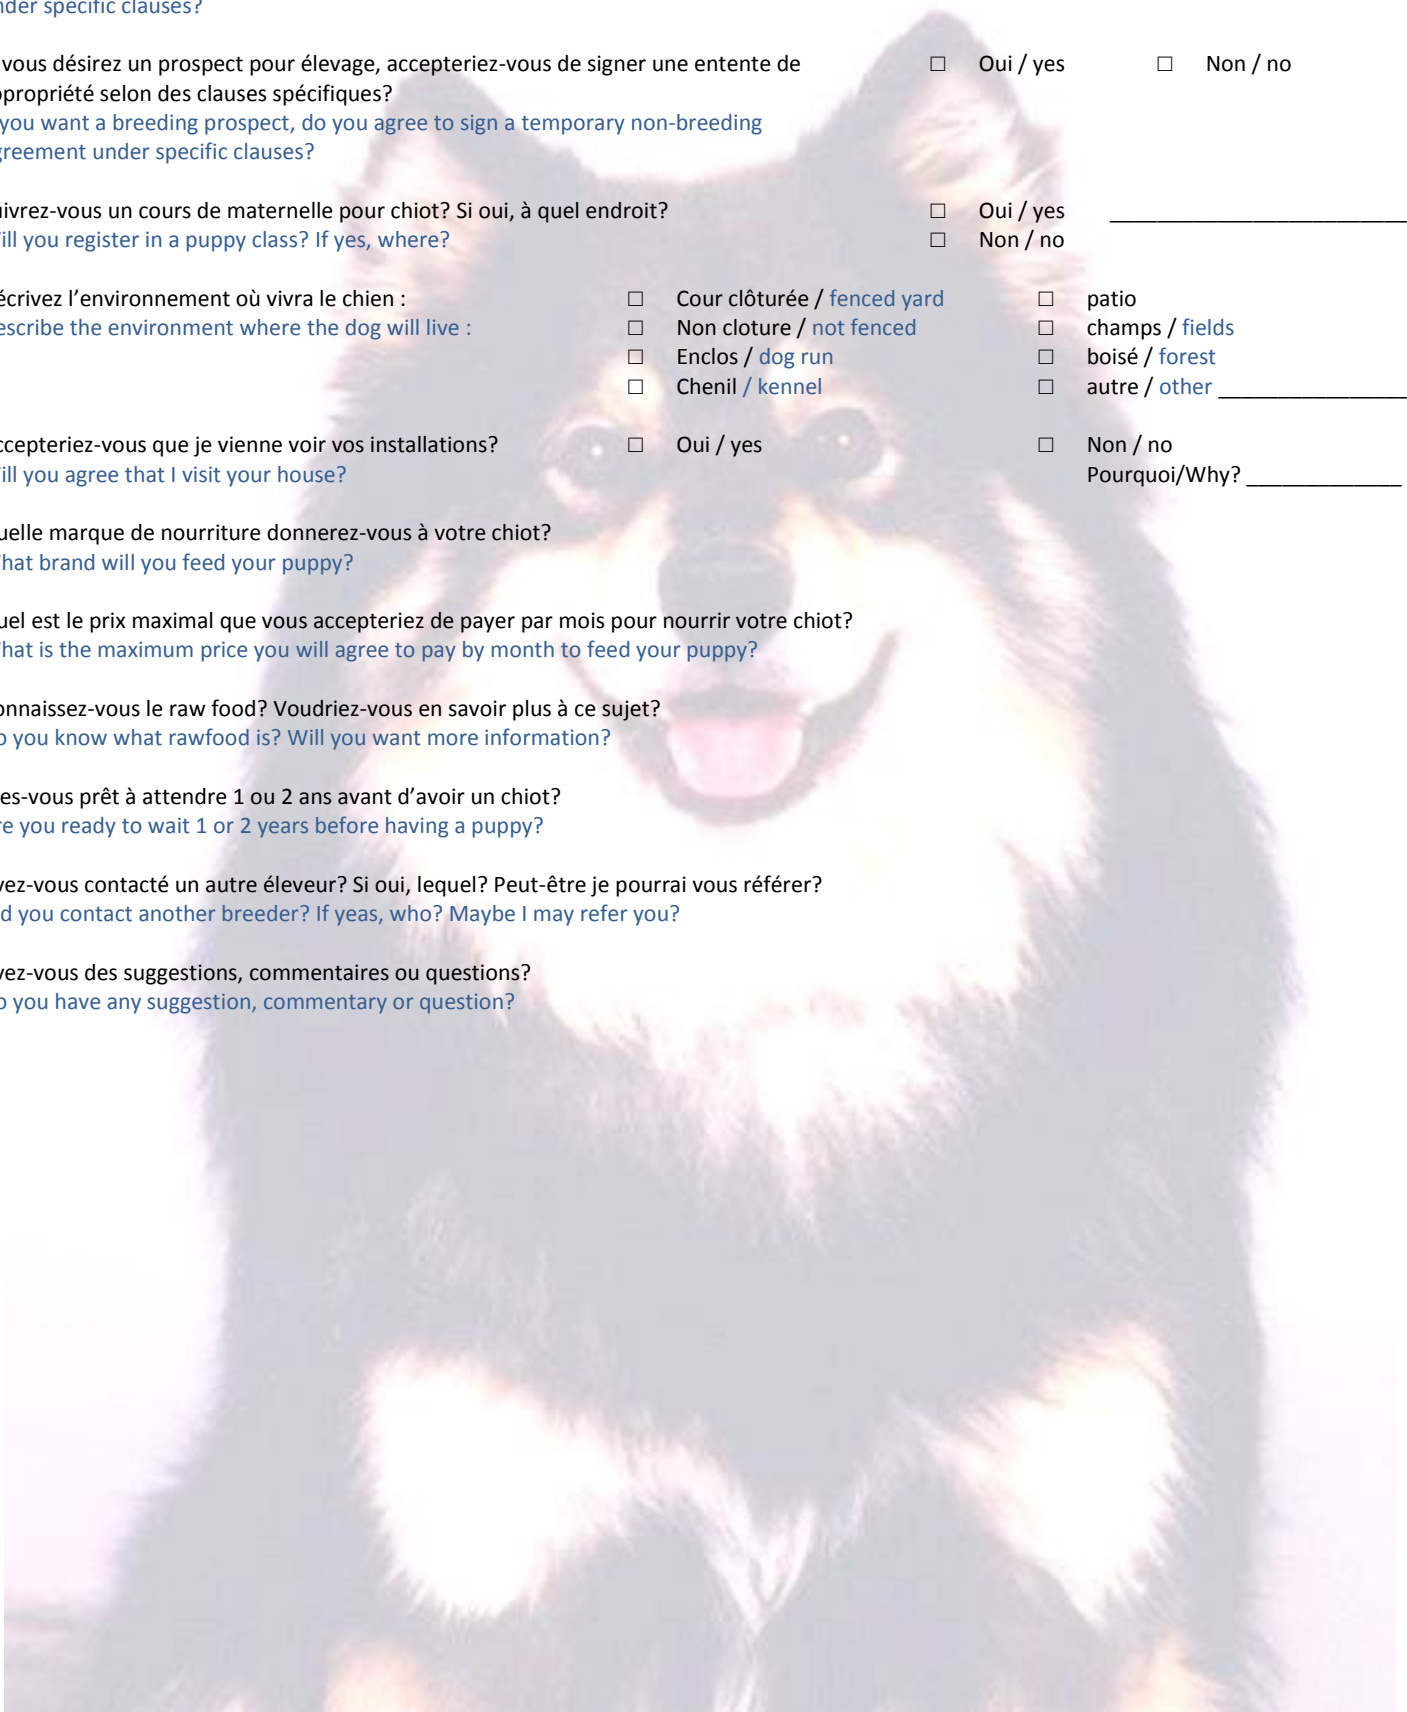 nder specific clauses?
vous désirez un prospect pour élevage, accepteriez-vous de signer une entente de □ Oui / yes □ Non / no
opropriété selon des clauses spécifiques?
you want a breeding prospect, do you agree to sign a temporary non-breeding
greement under specific clauses?
uivrez-vous un cours de maternelle pour chiot? Si oui, à quel endroit? □ Oui / yes _________________________
ill you register in a puppy class? If yes, where? □ Non / no
écrivez l’environnement où vivra le chien : □ Cour clôturée / fenced yard □ patio
escribe the environment where the dog will live : □ Non cloture / not fenced □ champs / fields
□ Enclos / dog run □ boisé / forest
□ Chenil / kennel □ autre / other ________________
ccepteriez-vous que je vienne voir vos installations? □ Oui / yes □ Non / no
ill you agree that I visit your house? Pourquoi/Why? _____________
uelle marque de nourriture donnerez-vous à votre chiot?
hat brand will you feed your puppy?
uel est le prix maximal que vous accepteriez de payer par mois pour nourrir votre chiot?
hat is the maximum price you will agree to pay by month to feed your puppy?
onnaissez-vous le raw food? Voudriez-vous en savoir plus à ce sujet?
o you know what rawfood is? Will you want more information?
es-vous prêt à attendre 1 ou 2 ans avant d’avoir un chiot?
re you ready to wait 1 or 2 years before having a puppy?
vez-vous contacté un autre éleveur? Si oui, lequel? Peut-être je pourrai vous référer?
d you contact another breeder? If yeas, who? Maybe I may refer you?
vez-vous des suggestions, commentaires ou questions?
o you have any suggestion, commentary or question?